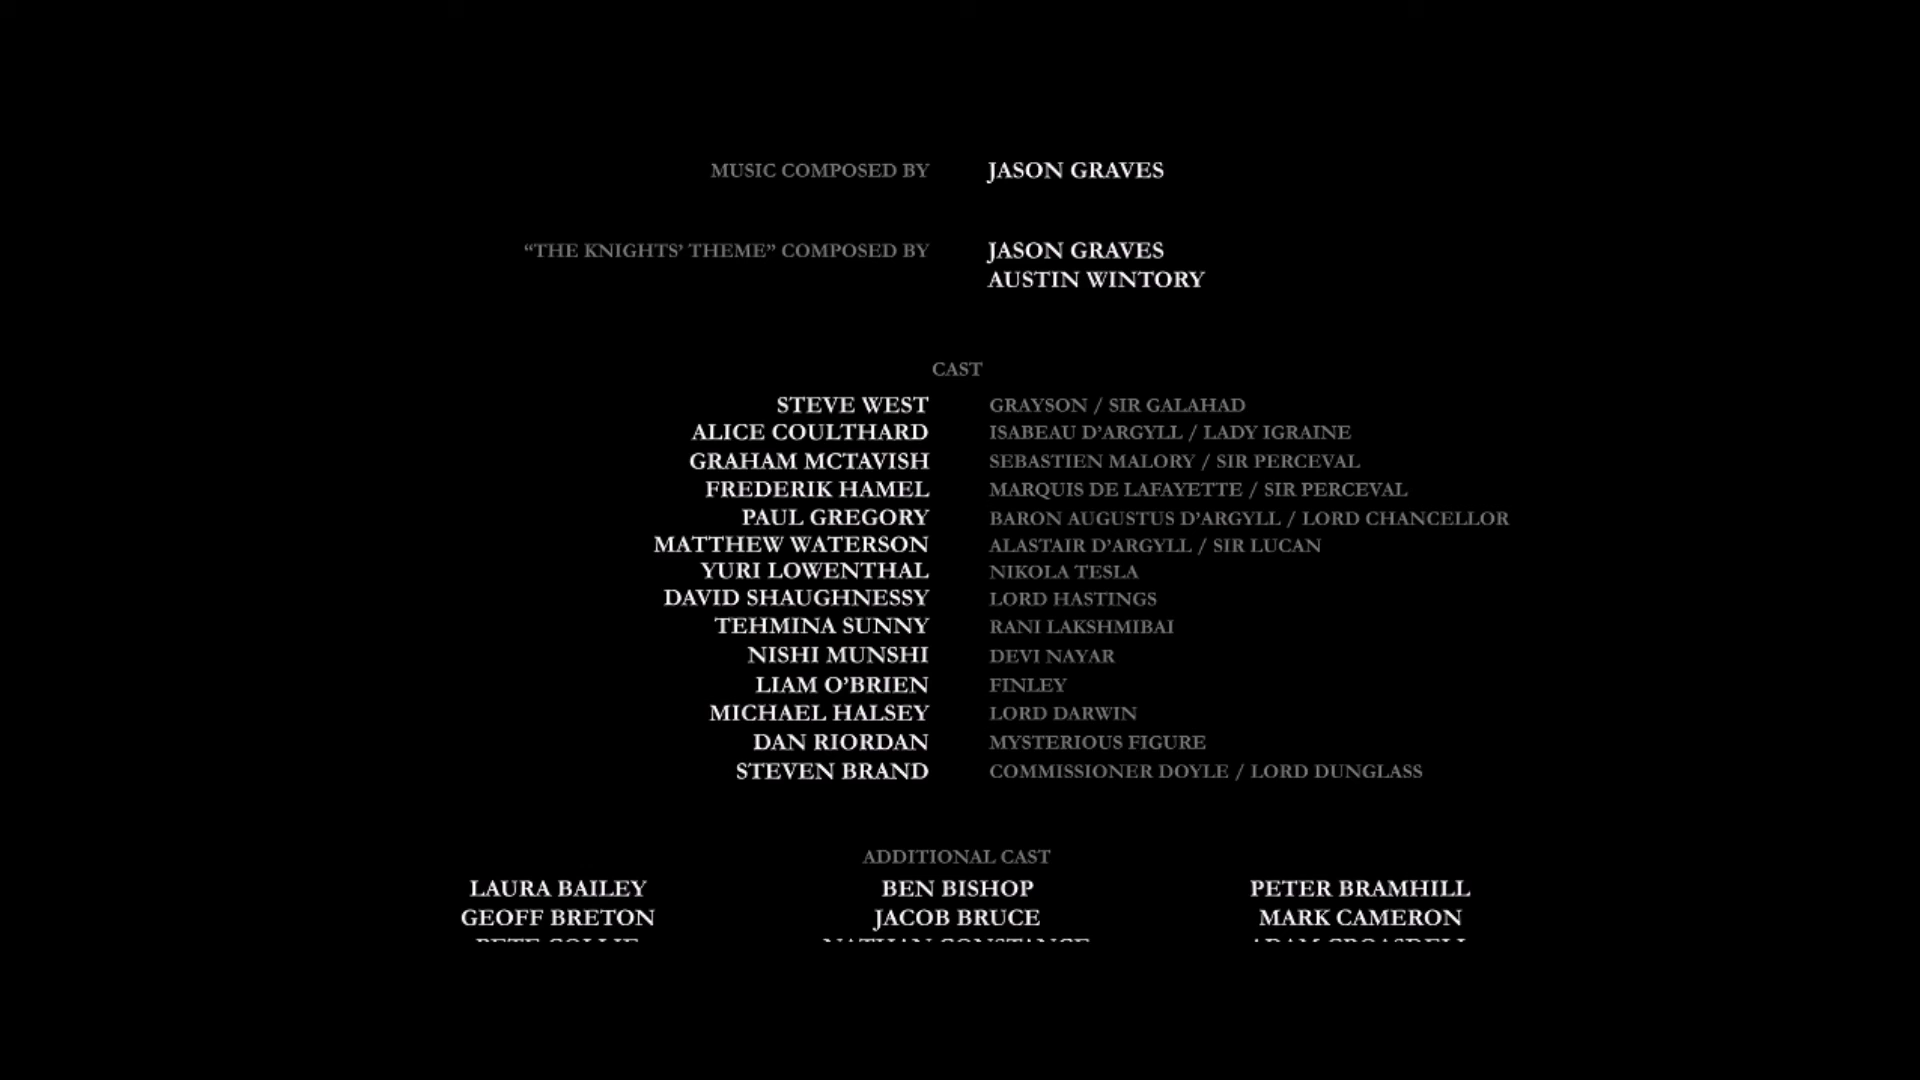 MUSIC COMPOSED BY JASON GRAVES
“THE KNIGHTS’ THEME” COMPOSED BY JASON GRAVES
AUSTIN WINTORY
CAST
STEVE WEST GRAYSON / SIR GALAHAD
ALICE COULTHARD ISABEAU D’ARGYLL / LADY IGRAINE
GRAHAM MCTAVISH SEBASTIEN MALORY / SIR PERCEVAL
FREDERIK HAMEL MARQUIS DE LAFAYETTE / SIR PERCEVAL
PAUL GREGORY BARON AUGUSTUS D’ARGYLL / LORD CHANCELLOR
MATTHEW WATERSON ALASTAIR D’ARGYLL / SIR LUCAN
YURI LOWENTHAL NIKOLA TESLA
DAVID SHAUGHNESSY LORD HASTINGS
TEHMINA SUNNY RANI LAKSHMIBAI
NISHI MUNSHI DEVI NAYAR
LIAM O’BRIEN FINLEY
MICHAEL HALSEY LORD DARWIN
DAN RIORDAN MYSTERIOUS FIGURE
STEVEN BRAND COMMISSIONER DOYLE / LORD DUNGLASS
ADDITIONAL CAST
LAURA BAILEY BEN BISHOP PETER BRAMHILL
GEOFF BRETON JACOB BRUCE MARK CAMERON